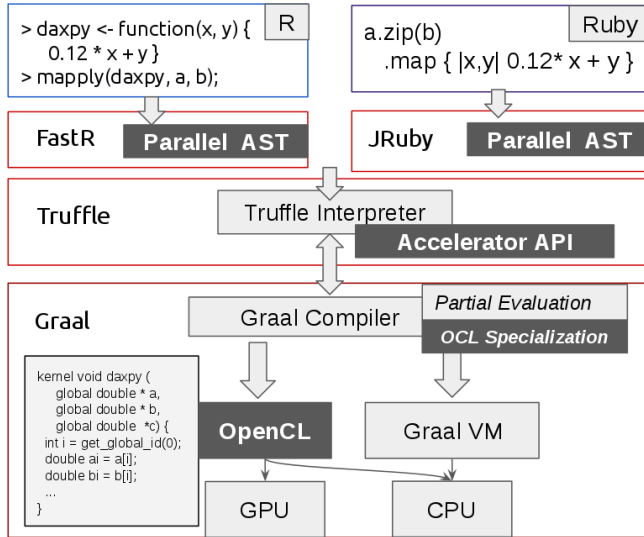 > daxpy <- function(x, y) {
0.12 * x + y }
> mapply(daxpy, a, b);
R
a.zip(b)
.map { |x,y| 0.12* x + y }
Ruby
FastR
Parallel AST
JRuby
Parallel AST
Truffle
Truffle Interpreter
Accelerator API
Graal
Graal Compiler
Partial Evaluation
OCL Specialization
kernel void daxpy (
global double * a,
global double * b,
global double *c) {
int i = get_global_id(0);
double ai = a[i];
double bi = b[i];
...
}
OpenCL
Graal VM
GPU
CPU